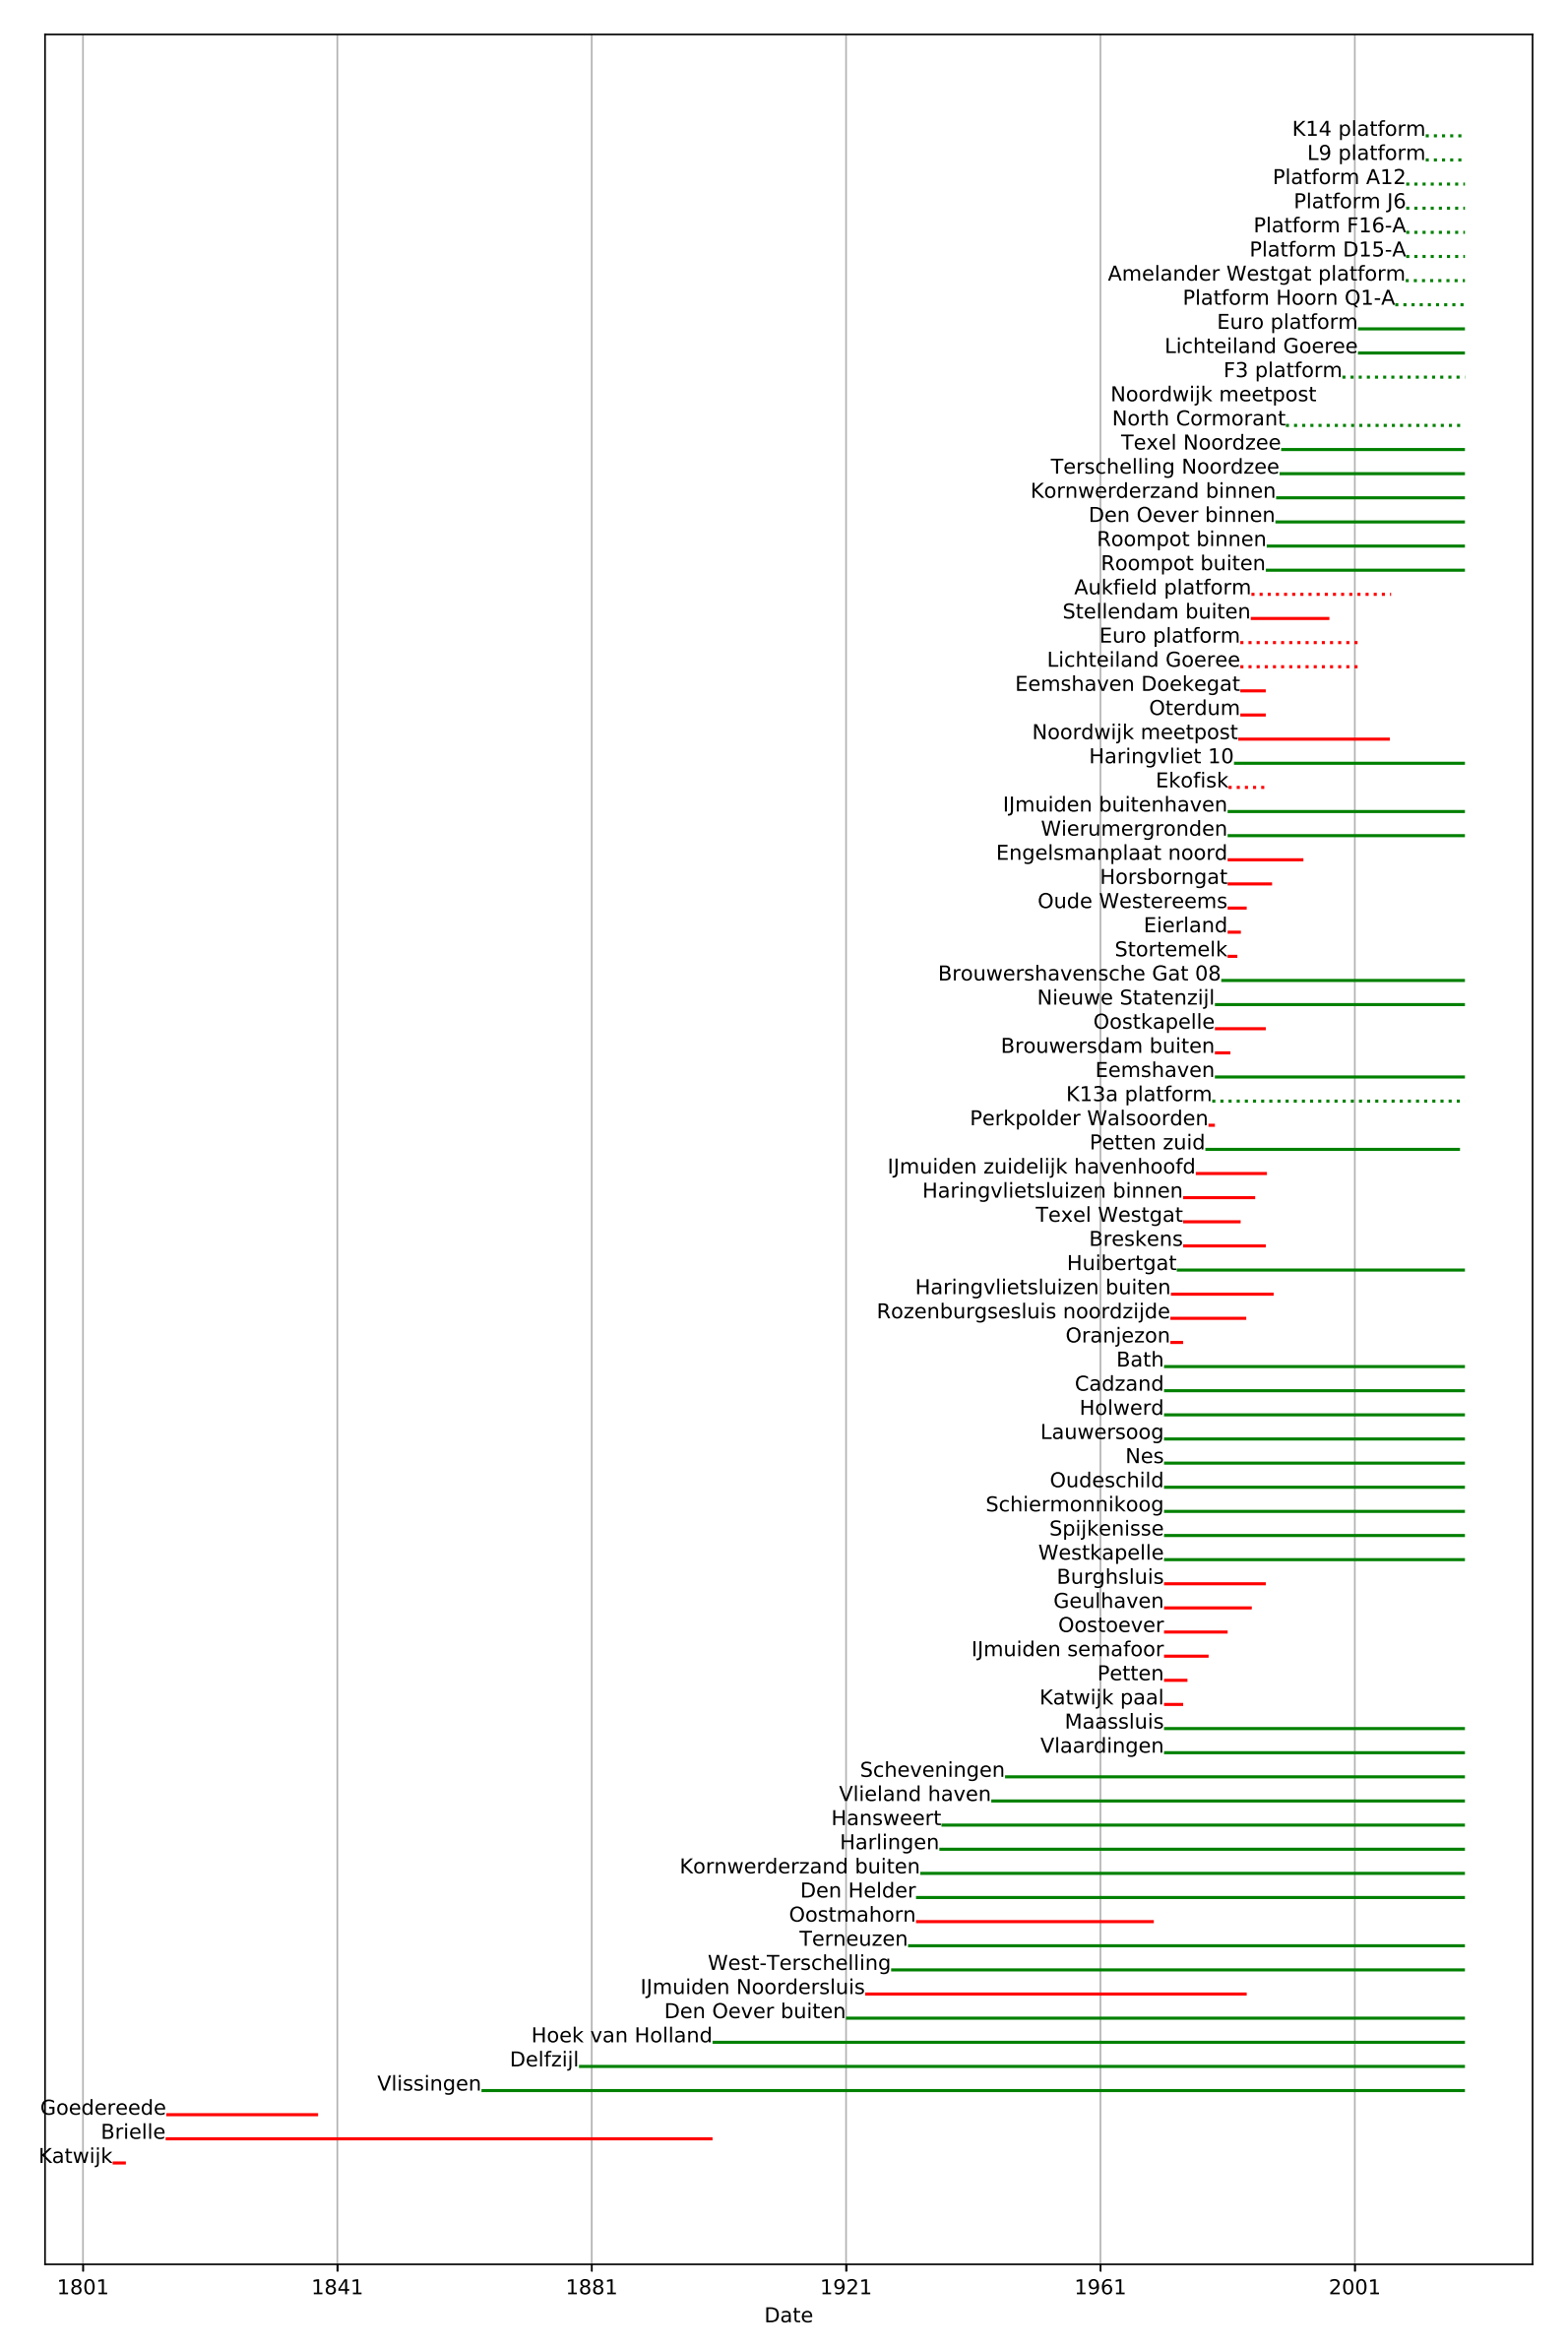 K14 platform
L9 platform
Platform A12
Platform J6
Platform F16-A
Platform D15-A
Amelander Westgat platform
Platform Hoorn Q1-A
Euro platform
Lichteiland Goeree
F3 platform
Noordwijk meetpost
North Cormorant
Texel Noordzee
Terschelling Noordzee
Kornwerderzand binnen
Den Oever binnen
Roompot binnen
Roompot buiten
Aukfield platform
Stellendam buiten
Euro platform
Lichteiland Goeree
Eemshaven Doekegat
Oterdum
Noordwijk meetpost
Haringvliet 10
Ekofisk
IJmuiden buitenhaven
Wierumergronden
Engelsmanplaat noord
Horsborngat
Oude Westereems
Eierland
Stortemelk
Brouwershavensche Gat 08
Nieuwe Statenzijl
Oostkapelle
Brouwersdam buiten
Eemshaven
K13a platform
Perkpolder Walsoorden
Petten zuid
IJmuiden zuidelijk havenhoofd
Haringvlietsluizen binnen
Texel Westgat
Breskens
Huibertgat
Haringvlietsluizen buiten
Rozenburgsesluis noordzijde
Oranjezon
Bath
Cadzand
Holwerd
Lauwersoog
Nes
Oudeschild
Schiermonnikoog
Spijkenisse
Westkapelle
Burghsluis
Geulhaven
Oostoever
IJmuiden semafoor
Petten
Katwijk paal
Maassluis
Vlaardingen
Scheveningen
Vlieland haven
Hansweert
Harlingen
Kornwerderzand buiten
Den Helder
Oostmahorn
Terneuzen
West-Terschelling
IJmuiden Noordersluis
Den Oever buiten
Hoek van Holland
Delfzijl
Vlissingen
Goedereede
Brielle
Katwijk
1801 1841 1881 1921 1961 2001
Date